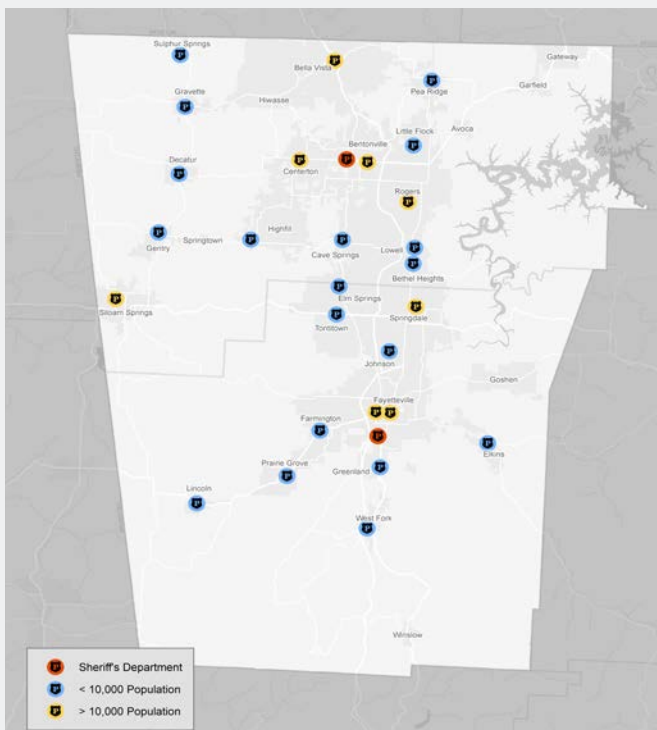 Sulphur Springs
Gateway
Bella Vista
Garfield
Pea Ridge
Gravette
Hiwasse
Avoca
Little Flock
Bentonville
Decatur
Centerton
Rogers
Highfill
Gentry
Springtown
Cave Springs
Lowell
Bethel Heights
Elm Springs
Siloam Springs
Tontitown
Springdale
Johnson
Goshen
Fayetteville
Farmington
Elkins
Prairie Grove
Greenland
Lincoln
West Fork
Winslow
Sheriff's Department
< 10,000 Population
> 10,000 Population